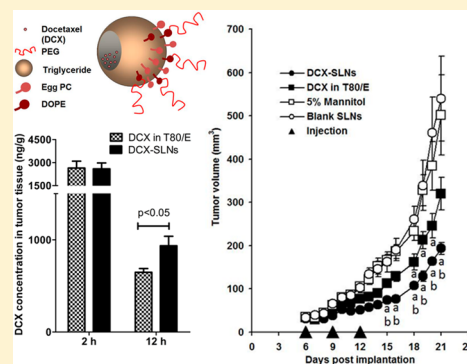 Docetaxel
(DCX)
PEG
Triglyceride
Egg PC
DOPE
DCX concentration in tumor tissue (ng/g)
4500
3000
1500
1000
0
DCX in T80/E
DCX-SLNs
p<0.05
2 h
12 h
Tumor volume (mm³)
700
600
500
400
300
200
100
0
DCX-SLNs
DCX in T80/E
5% Mannitol
Blank SLNs
Injection
a
b
a
b
a
b
a
b
a
b
a
b
0
6
9
12
15
18
21
Days post implantation